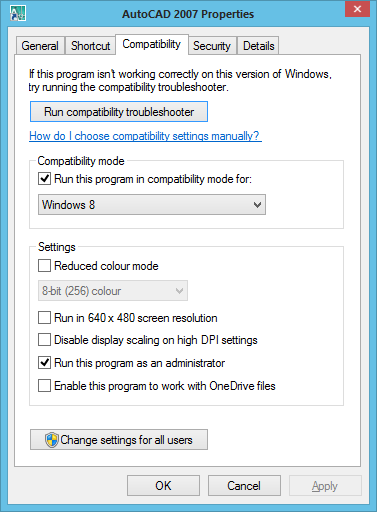 AutoCAD 2007 Properties
General Shortcut Compatibility Security Details
If this program isn't working correctly on this version of Windows,
try running the compatibility troubleshooter.
Run compatibility troubleshooter
How do I choose compatibility settings manually?
Compatibility mode
Run this program in compatibility mode for:
Windows 8
Settings
Reduced colour mode
8-bit (256) colour
Run in 640 x 480 screen resolution
Disable display scaling on high DPI settings
Run this program as an administrator
Enable this program to work with OneDrive files
Change settings for all users
OK Cancel Apply